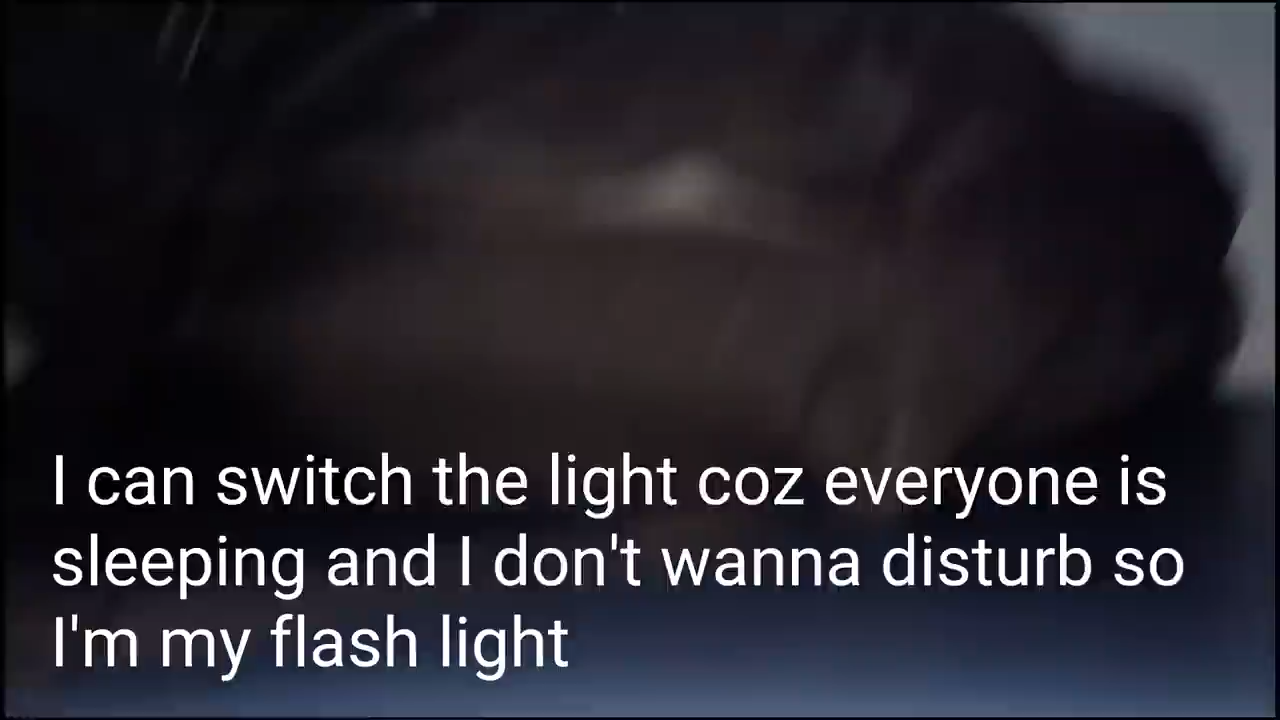 I can switch the light coz everyone is
sleeping and I don't wanna disturb so
I'm my flash light